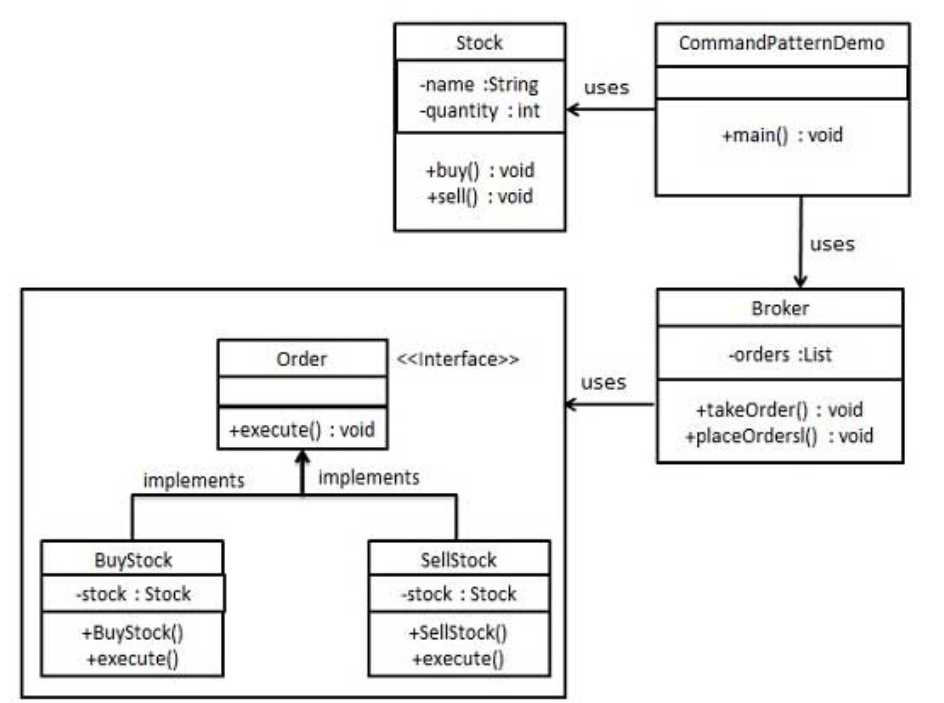 Stock
-name :String
-quantity : int
+buy() : void
+sell() : void
uses
CommandPatternDemo
+main() : void
uses
Broker
-orders :List
+takeOrder() : void
+placeOrdersl() : void
uses
Order
<<Interface>>
+execute() : void
implements
implements
BuyStock
-stock : Stock
+BuyStock()
+execute()
SellStock
-stock : Stock
+SellStock()
+execute()